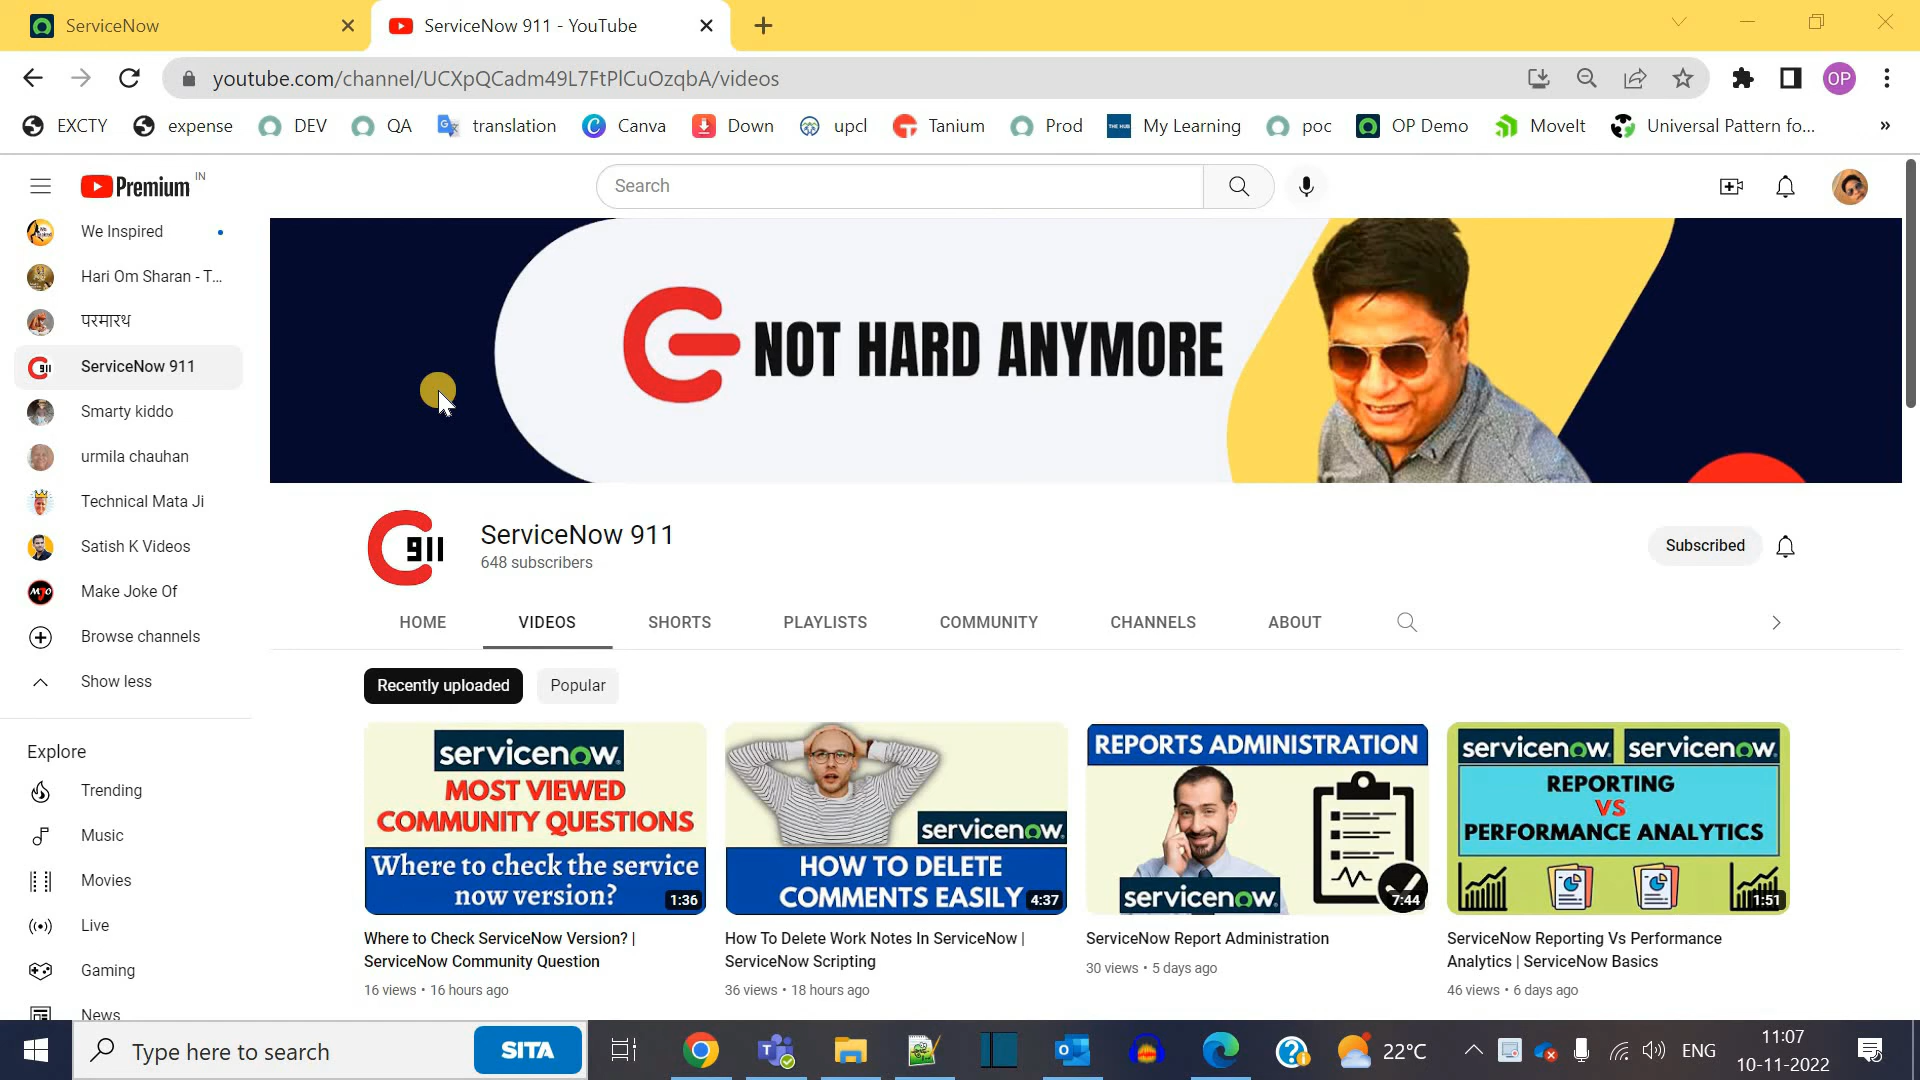 ServiceNow
ServiceNow 911 - YouTube
youtube.com/channel/UCXpQCadm49L7FtPlCuOzqbA/videos
OP
EXCTY
expense
DEV
QA
translation
Canva
Down
upcl
Tanium
Prod
THE HUB
My Learning
poc
OP Demo
MoveIt
Universal Pattern fo...
»
Premium IN
Search
We Inspired
Hari Om Sharan - T...
परमारथ
911 ServiceNow 911
Smarty kiddo
urmila chauhan
Technical Mata Ji
Satish K Videos
MJO Make Joke Of
Browse channels
Show less
Explore
Trending
Music
Movies
Live
Gaming
News
NOT HARD ANYMORE
911
ServiceNow 911
648 subscribers
Subscribed
HOME
VIDEOS
SHORTS
PLAYLISTS
COMMUNITY
CHANNELS
ABOUT
Recently uploaded
Popular
servicenow.
MOST VIEWED
COMMUNITY QUESTIONS
Where to check the service
now version?
1:36
Where to Check ServiceNow Version? |
ServiceNow Community Question
16 views • 16 hours ago
servicenow.
HOW TO DELETE
COMMENTS EASILY
4:37
How To Delete Work Notes In ServiceNow |
ServiceNow Scripting
36 views • 18 hours ago
REPORTS ADMINISTRATION
servicenow.
7:44
ServiceNow Report Administration
30 views • 5 days ago
servicenow. servicenow.
REPORTING
VS
PERFORMANCE ANALYTICS
1:51
ServiceNow Reporting Vs Performance
Analytics | ServiceNow Basics
46 views • 6 days ago
Type here to search
SITA
22°C
ENG
11:07
10-11-2022